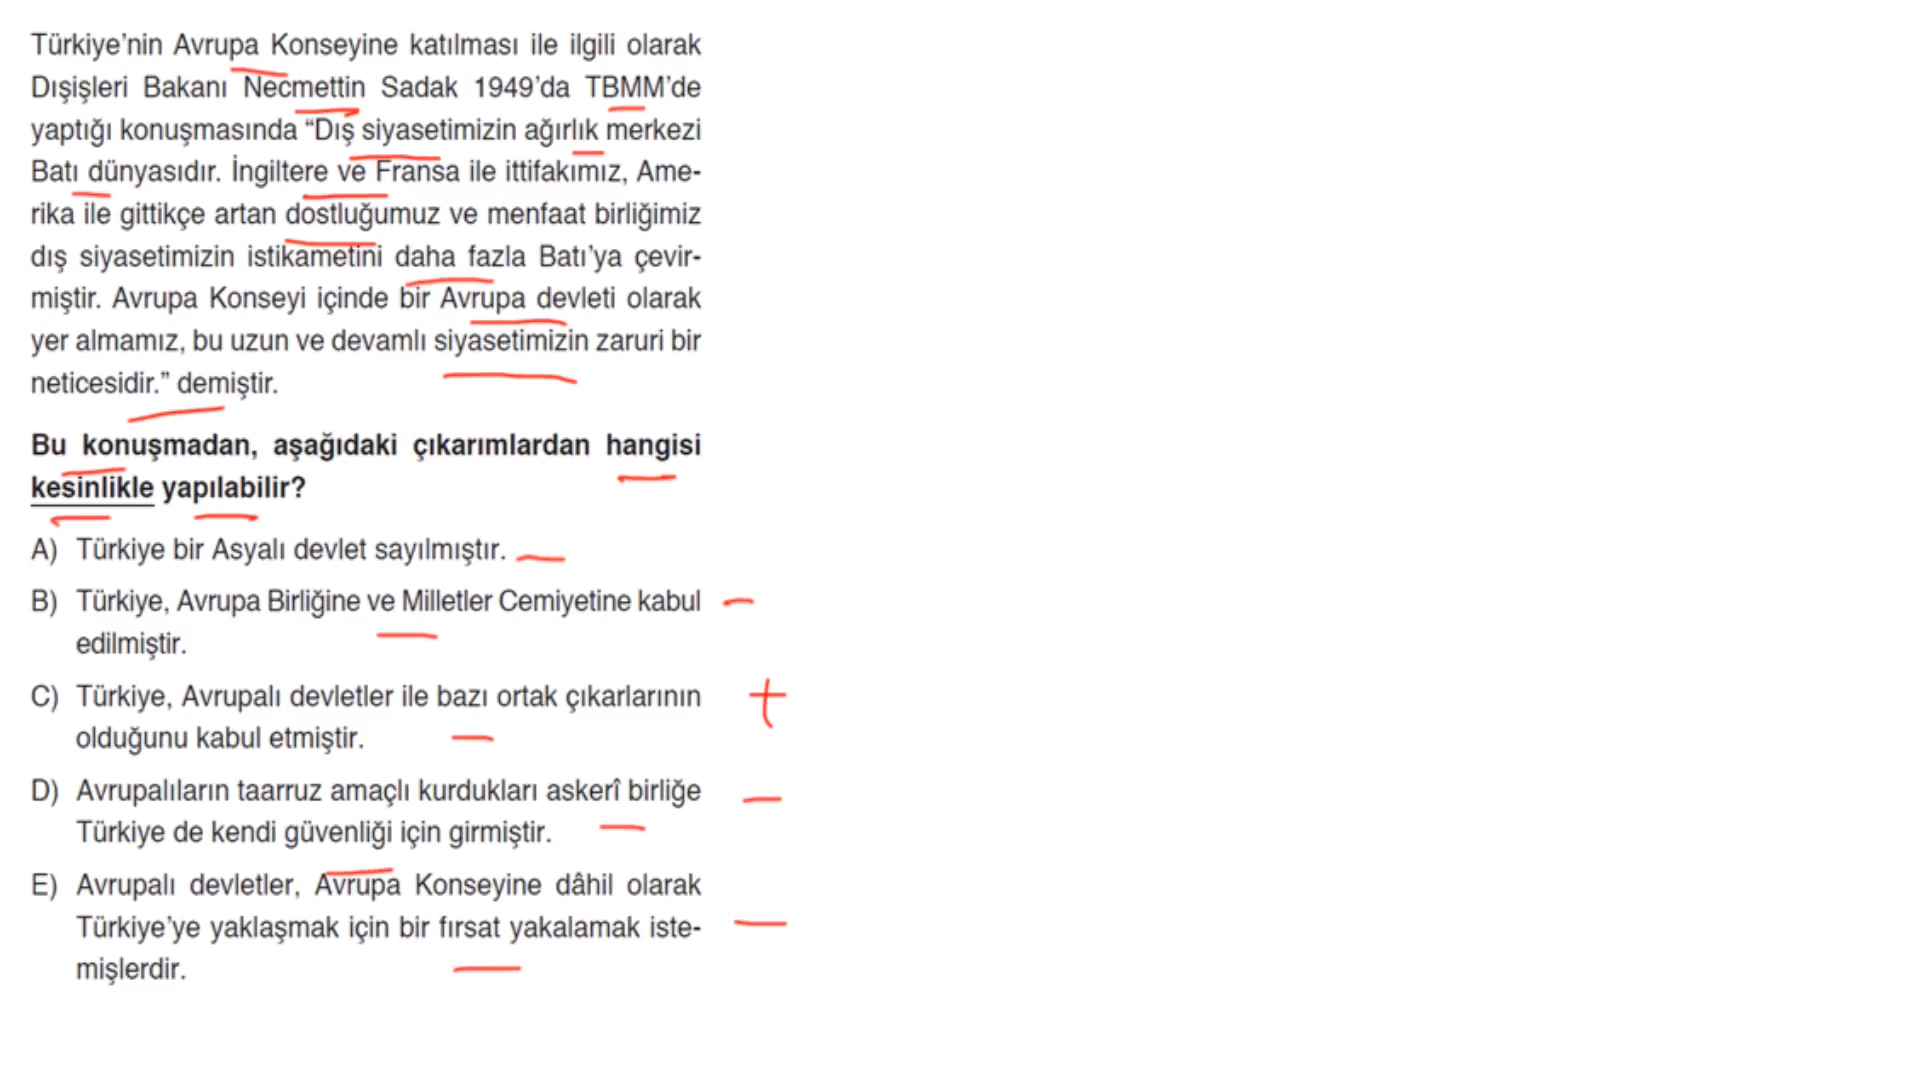 Türkiye’nin Avrupa Konseyine katılması ile ilgili olarak
Dışişleri Bakanı Necmettin Sadak 1949’da TBMM’de
yaptığı konuşmasında “Dış siyasetimizin ağırlık merkezi
Batı dünyasıdır. İngiltere ve Fransa ile ittifakımız, Ame-
rika ile gittikçe artan dostluğumuz ve menfaat birliğimiz
dış siyasetimizin istikametini daha fazla Batı’ya çevir-
miştir. Avrupa Konseyi içinde bir Avrupa devleti olarak
yer almamız, bu uzun ve devamlı siyasetimizin zaruri bir
neticesidir.” demiştir.
Bu konuşmadan, aşağıdaki çıkarımlardan hangisi
kesinlikle yapılabilir?
A) Türkiye bir Asyalı devlet sayılmıştır.
B) Türkiye, Avrupa Birliğine ve Milletler Cemiyetine kabul
edilmiştir.
C) Türkiye, Avrupalı devletler ile bazı ortak çıkarlarının
olduğunu kabul etmiştir.
D) Avrupalıların taarruz amaçlı kurdukları askerî birliğe
Türkiye de kendi güvenliği için girmiştir.
E) Avrupalı devletler, Avrupa Konseyine dâhil olarak
Türkiye’ye yaklaşmak için bir fırsat yakalamak iste-
mişlerdir.